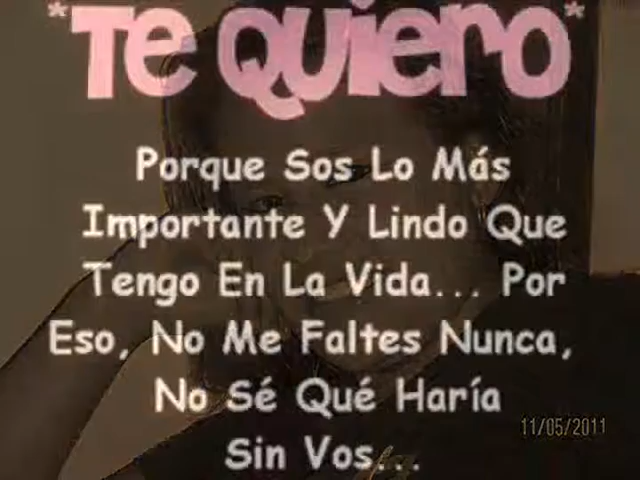 *TE QUIERO*
Porque Sos Lo Más
Importante Y Lindo Que
Tengo En La Vida... Por
Eso, No Me Faltes Nunca,
No Sé Qué Haría
Sin Vos...
11/05/2011